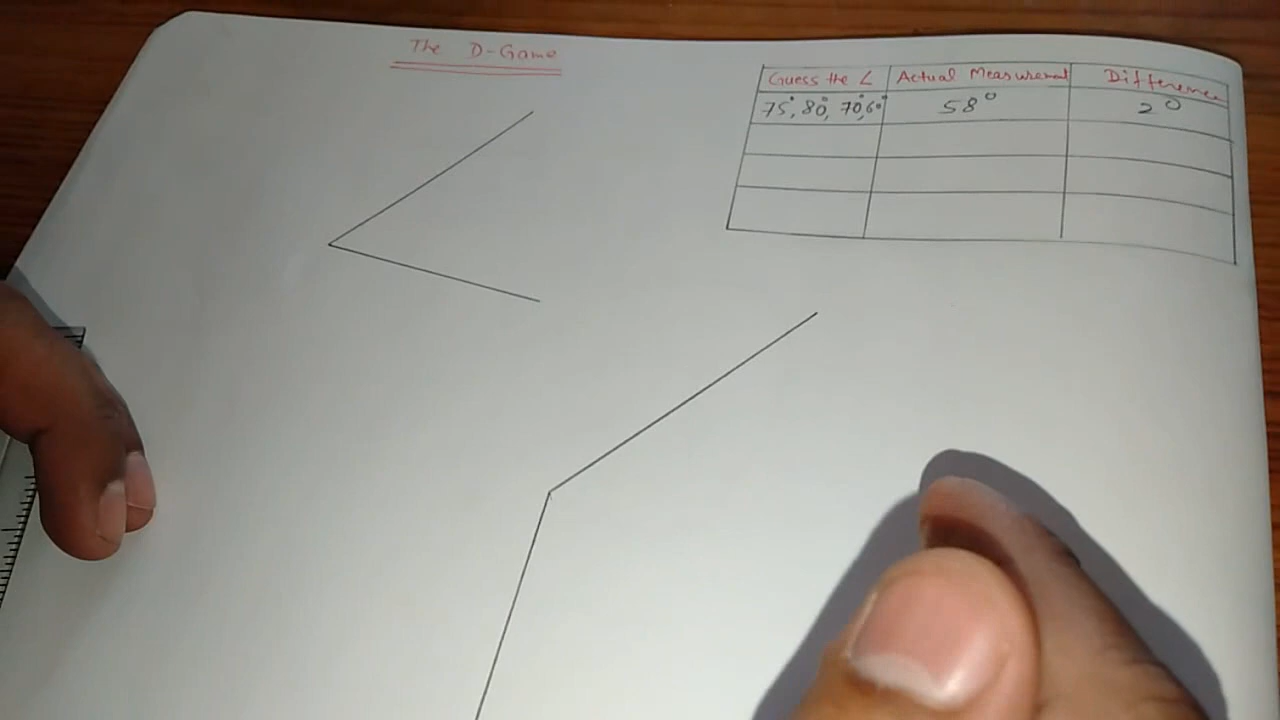 The D-Game
Guess the ∠ Actual Measurement Difference
75°, 80°, 70°, 60° 58° 2°